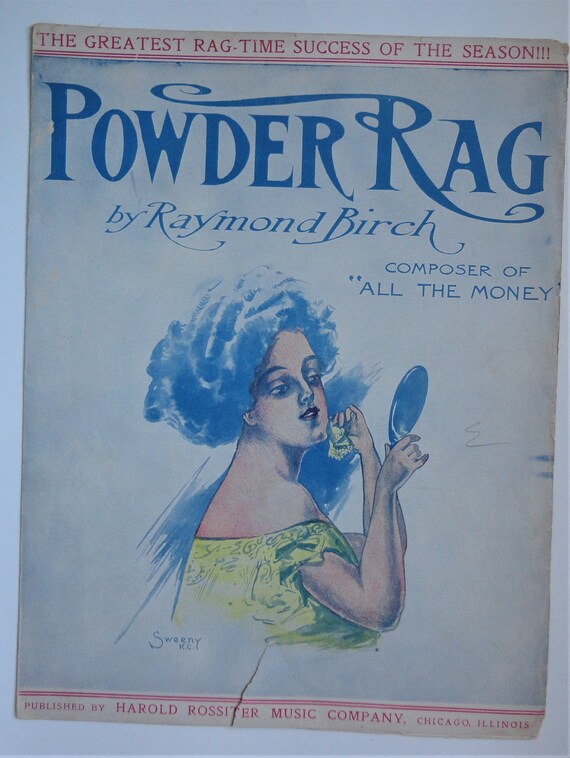 THE GREATEST RAG-TIME SUCCESS OF THE SEASON!!!
POWDER RAG
by Raymond Birch
COMPOSER OF
"ALL THE MONEY"
Sweeny
K.C.
PUBLISHED BY HAROLD ROSSITER MUSIC COMPANY, CHICAGO, ILLINOIS